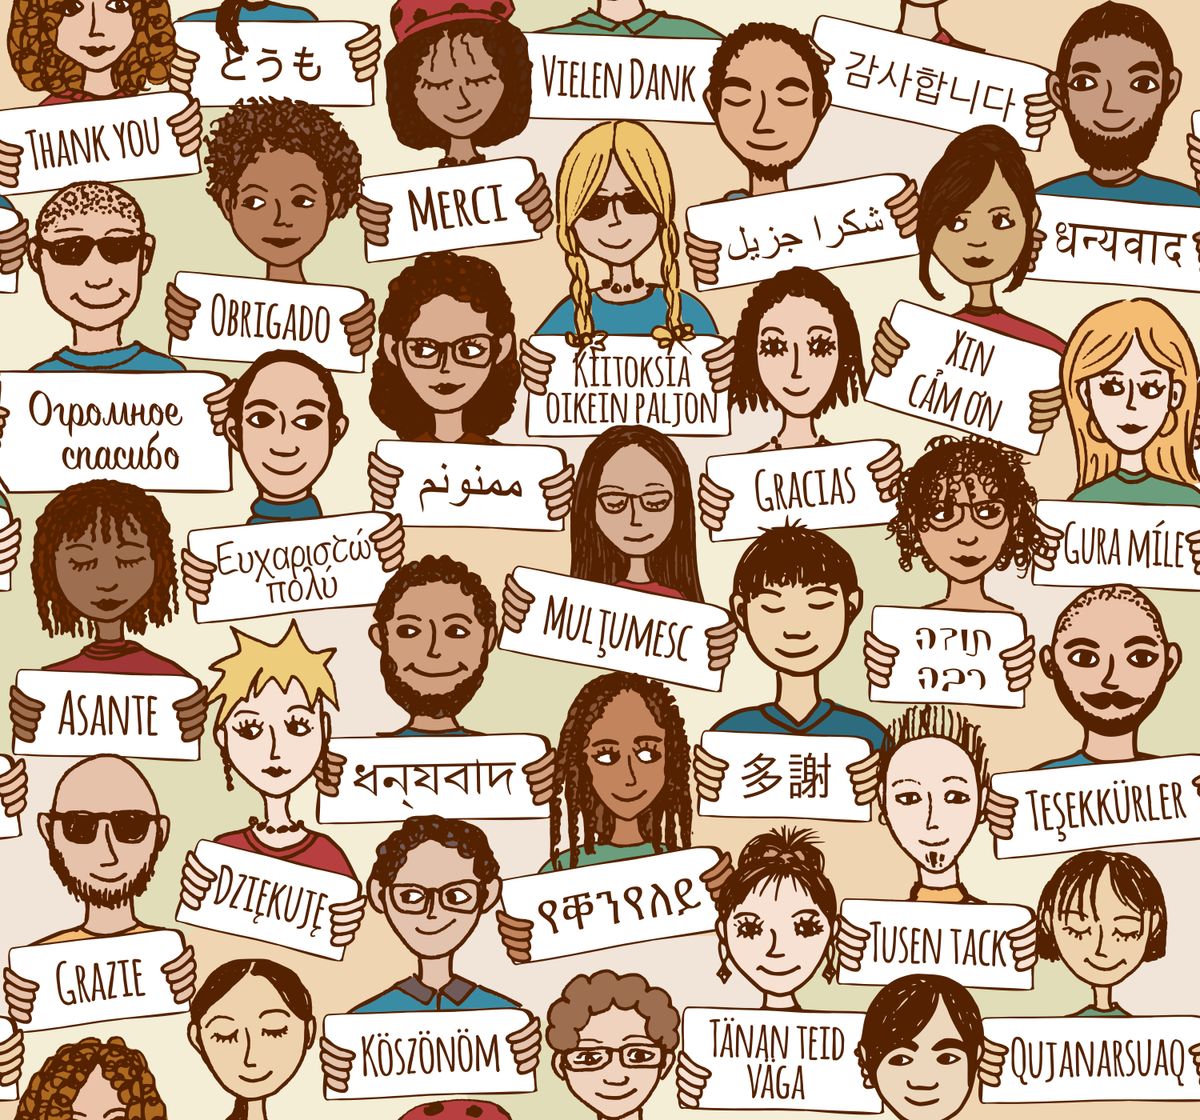 とうも
VIELEN DANK
감사합니다
THANK YOU
MERCI
شكرا جزيل
धन्यवाद
OBRIGADO
KIITOKSIA
OIKEIN PALJON
XIN
CẢM ƠN
Огромное
спасибо
ممنونم
GRACIAS
GURA MÍLE
Ευχαριστώ
πολύ
MULŢUMESC
תודה
רבה
ASANTE
ধন্‌যবাদ
多謝
TEŞEKKÜRLER
DZIĘKUJĘ
የቐንየለይ
TUSEN TACK
GRAZIE
KÖSZÖNÖM
TÄNAN TEID
VÄGA
QUJANARSUAQ